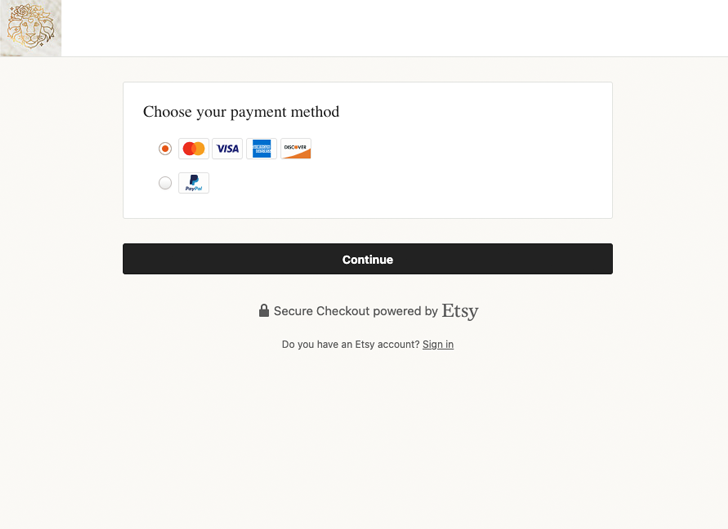 Choose your payment method
VISA
AMERICAN EXPRESS
DISCOVER
PayPal
Continue
Secure Checkout powered by Etsy
Do you have an Etsy account? Sign in